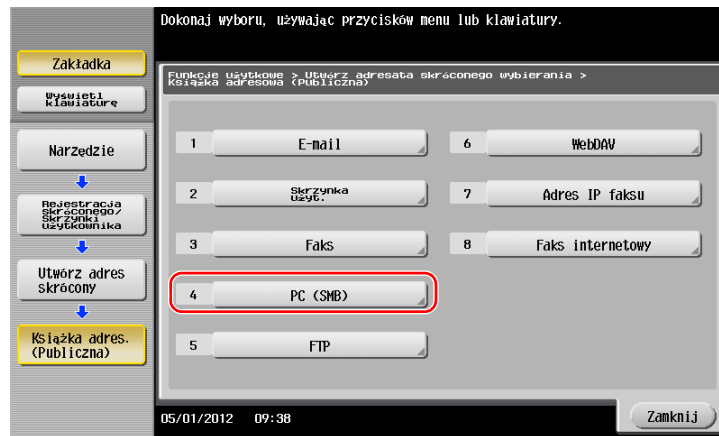 Dokonaj wyboru, używając przycisków menu lub klawiatury.
Zakładka
Wyświetl
klawiaturę
Funkcje użytkowe > Utwórz adresata skróconego wybierania >
Książka adresowa (Publiczna)
Narzędzie
Rejestracja
skróconego/
Skrzynki
użytkownika
Utwórz adres
skrócony
Książka adres.
(Publiczna)
1 E-mail
2 Skrzynka
użyt.
3 Faks
4 PC (SMB)
5 FTP
6 WebDAV
7 Adres IP faksu
8 Faks internetowy
05/01/2012 09:38
Zamknij